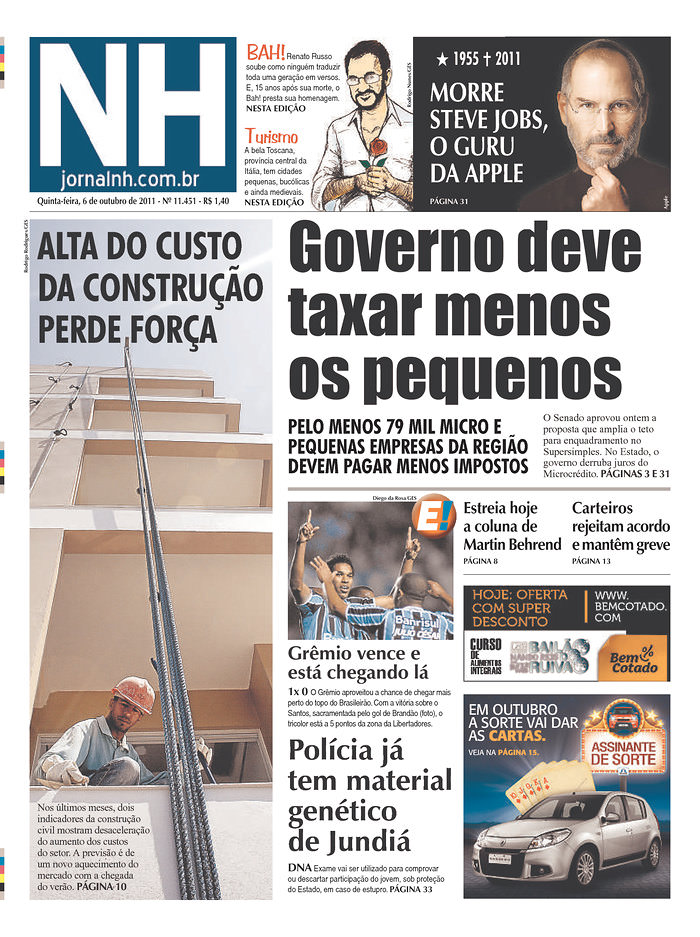 NH
jornalnh.com.br
Quinta-feira, 6 de outubro de 2011 - Nº 11.451 - R$ 1,40
BAH! Renato Russo
soube como ninguém traduzir
toda uma geração em versos.
E, 15 anos após sua morte, o
Bah! presta sua homenagem.
NESTA EDIÇÃO
Turismo
A bela Toscana,
província central da
Itália, tem cidades
pequenas, bucólicas
e ainda medievais.
NESTA EDIÇÃO
Rodrigo Nunes/GES
★ 1955 † 2011
MORRE
STEVE JOBS,
O GURU
DA APPLE
PÁGINA 31
Apple
Rodrigo Rodrigues/GES
ALTA DO CUSTO
DA CONSTRUÇÃO
PERDE FORÇA
Nos últimos meses, dois
indicadores da construção
civil mostram desaceleração
do aumento dos custos
do setor. A previsão é de
um novo aquecimento do
mercado com a chegada
do verão. PÁGINA 10
Governo deve
taxar menos
os pequenos
PELO MENOS 79 MIL MICRO E
PEQUENAS EMPRESAS DA REGIÃO
DEVEM PAGAR MENOS IMPOSTOS
O Senado aprovou ontem a
proposta que amplia o teto
para enquadramento no
Supersimples. No Estado, o
governo derruba juros do
Microcrédito. PÁGINAS 3 E 31
Diego da Rosa/GES
E!
Banrisul
JULIO CÉSAR
Grêmio vence e
está chegando lá
1x 0 O Grêmio aproveitou a chance de chegar mais
perto do topo do Brasileirão. Com a vitória sobre o
Santos, sacramentada pelo gol de Brandão (foto), o
tricolor está a 5 pontos da zona da Libertadores.
Polícia já
tem material
genético
de Jundiá
DNA Exame vai ser utilizado para comprovar
ou descartar participação do jovem, sob proteção
do Estado, em caso de estupro. PÁGINA 33
Estreia hoje
a coluna de
Martin Behrend
PÁGINA 8
Carteiros
rejeitam acordo
e mantêm greve
PÁGINA 13
HOJE: OFERTA
COM SUPER
DESCONTO
WWW.
BEMCOTADO.
COM
CURSO
DE
ALIMENTOS
INTEGRAIS
Bem
Cotado
EM OUTUBRO
A SORTE VAI DAR
AS CARTAS.
VEJA NA PÁGINA 15.
ASSINANTE
DE SORTE